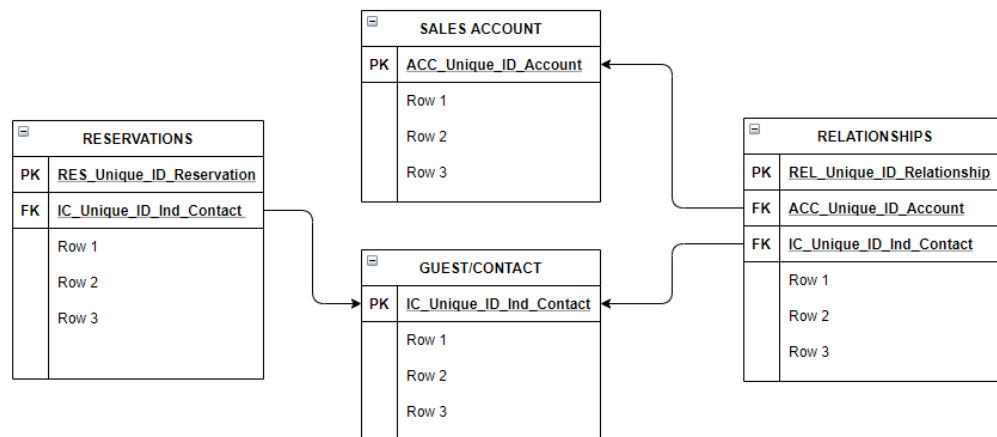 SALES ACCOUNT
PK ACC_Unique_ID_Account
Row 1
Row 2
Row 3
RESERVATIONS
PK RES_Unique_ID_Reservation
FK IC_Unique_ID_Ind_Contact
Row 1
Row 2
Row 3
GUEST/CONTACT
PK IC_Unique_ID_Ind_Contact
Row 1
Row 2
Row 3
RELATIONSHIPS
PK REL_Unique_ID_Relationship
FK ACC_Unique_ID_Account
FK IC_Unique_ID_Ind_Contact
Row 1
Row 2
Row 3